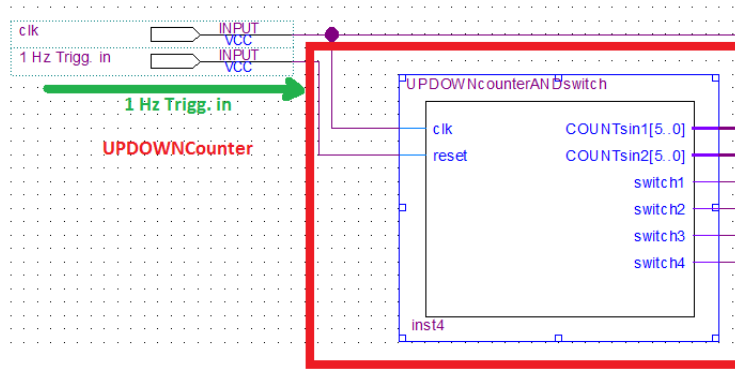 clk
INPUT
VCC
1 Hz Trigg. in
INPUT
VCC
1 Hz Trigg. in
UPDOWNCounter
UPDOWNcounterANDswitch
clk
COUNTsin1[5..0]
reset
COUNTsin2[5..0]
switch1
switch2
switch3
switch4
inst4